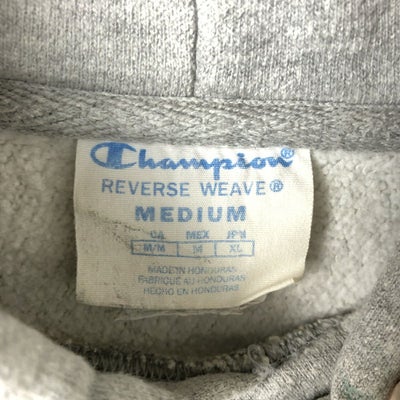 Champion®
REVERSE WEAVE®
MEDIUM
CA MEX JPN
M/M M XL
MADE IN HONDURAS
FABRIQUÉ AU HONDURAS
HECHO EN HONDURAS